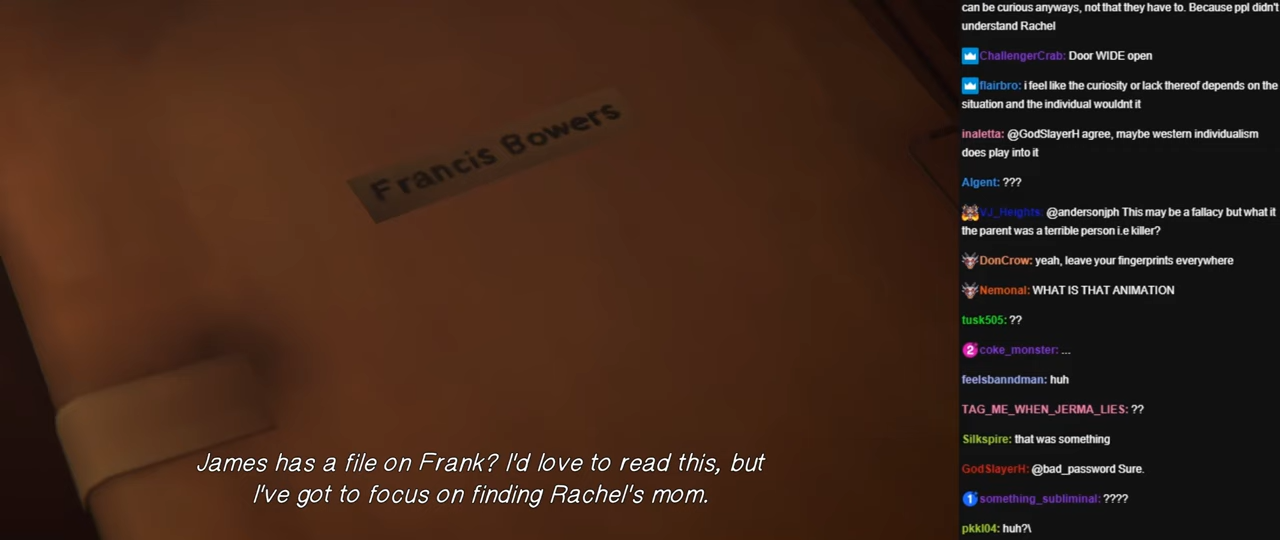 Francis Bowers
James has a file on Frank? I'd love to read this, but
I've got to focus on finding Rachel's mom.
can be curious anyways, not that they have to. Because ppl didn't
understand Rachel
ChallengerCrab: Door WIDE open
flairbro: i feel like the curiosity or lack thereof depends on the
situation and the individual wouldnt it
inaletta: @GodSlayerH agree, maybe western individualism
does play into it
Algent: ???
VJ_Heights: @andersonjph This may be a fallacy but what it
the parent was a terrible person i.e killer?
DonCrow: yeah, leave your fingerprints everywhere
Nemonal: WHAT IS THAT ANIMATION
tusk505: ??
2 coke_monster: ...
feelsbanndman: huh
TAG_ME_WHEN_JERMA_LIES: ??
Silkspire: that was something
GodSlayerH: @bad_password Sure.
1 something_subliminal: ????
pkkl04: huh?\